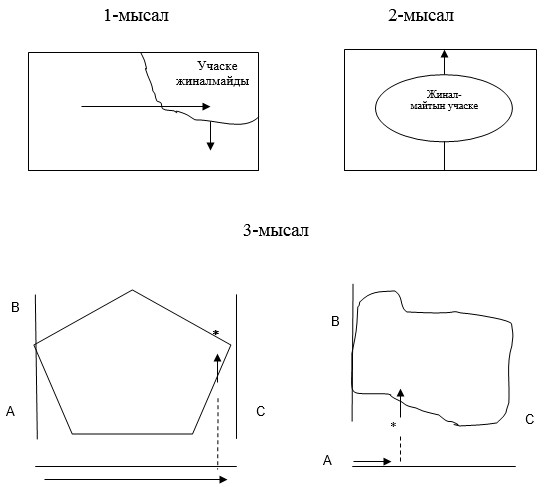 1-мысал
2-мысал
Учаске
жиналмайды
Жинал-
майтын учаске
3-мысал
В
А
*
С
В
*
А
С